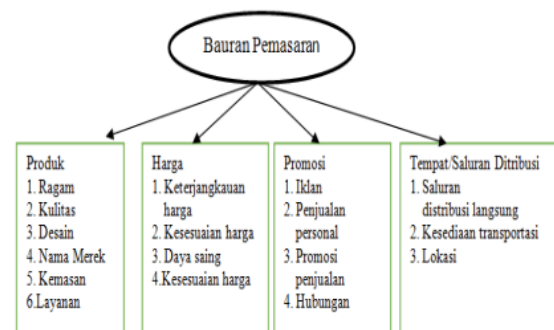 Bauran Pemasaran
Produk
1. Ragam
2. Kulitas
3. Desain
4. Nama Merek
5. Kemasan
6.Layanan
Harga
1. Keterjangkauan
harga
2. Kesesuaian harga
3. Daya saing
4.Kesesuaian harga
Promosi
1. Iklan
2. Penjualan
personal
3. Promosi
penjualan
4. Hubungan
Tempat/Saluran Ditribusi
1. Saluran
distribusi langsung
2. Kesediaan transportasi
3. Lokasi